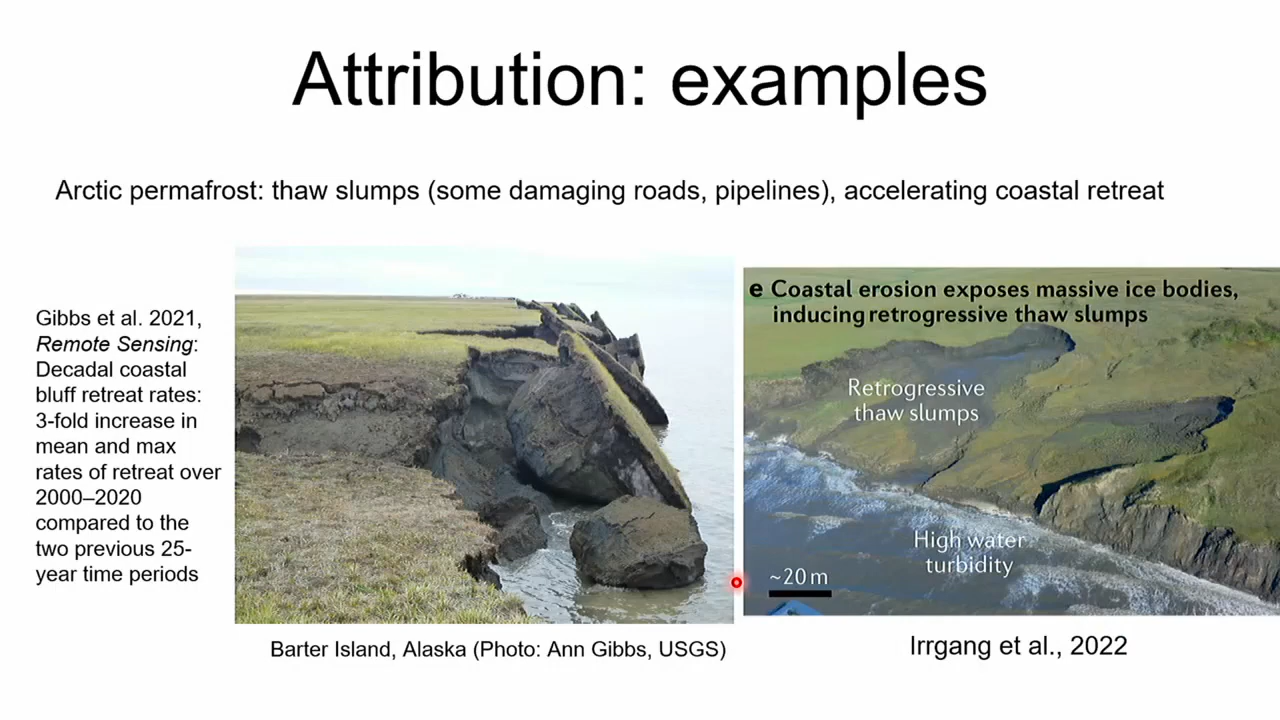 Attribution: examples
Arctic permafrost: thaw slumps (some damaging roads, pipelines), accelerating coastal retreat
Gibbs et al. 2021,
Remote Sensing:
Decadal coastal
bluff retreat rates:
3-fold increase in
mean and max
rates of retreat over
2000–2020
compared to the
two previous 25-
year time periods
Barter Island, Alaska (Photo: Ann Gibbs, USGS)
e Coastal erosion exposes massive ice bodies,
inducing retrogressive thaw slumps
Retrogressive
thaw slumps
High water
turbidity
~20 m
Irrgang et al., 2022